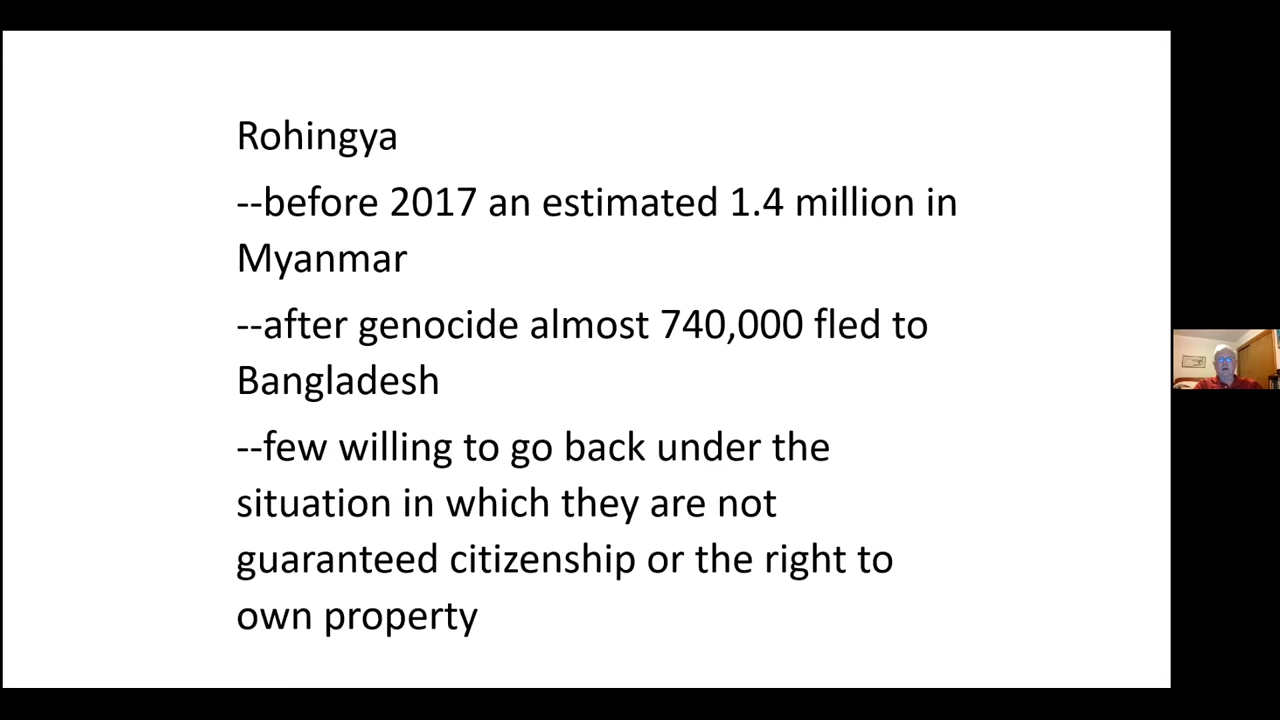 Rohingya
--before 2017 an estimated 1.4 million in
Myanmar
--after genocide almost 740,000 fled to
Bangladesh
--few willing to go back under the
situation in which they are not
guaranteed citizenship or the right to
own property